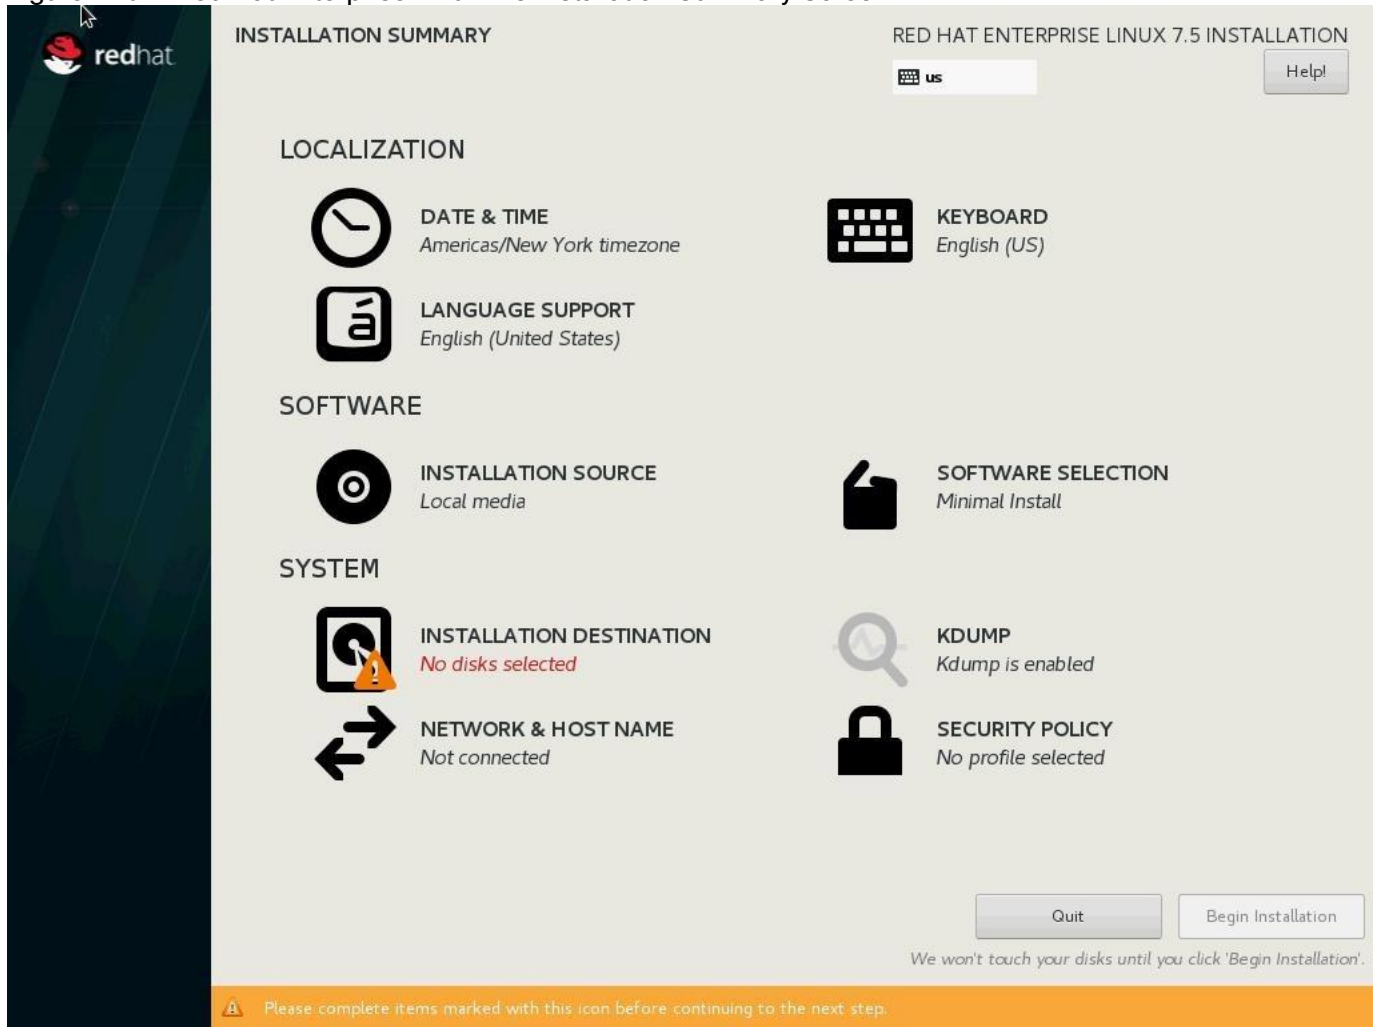 redhat
INSTALLATION SUMMARY
RED HAT ENTERPRISE LINUX 7.5 INSTALLATION
us
Help!
LOCALIZATION
DATE & TIME
Americas/New York timezone
KEYBOARD
English (US)
LANGUAGE SUPPORT
English (United States)
SOFTWARE
INSTALLATION SOURCE
Local media
SOFTWARE SELECTION
Minimal Install
SYSTEM
INSTALLATION DESTINATION
No disks selected
KDUMP
Kdump is enabled
NETWORK & HOST NAME
Not connected
SECURITY POLICY
No profile selected
Quit
Begin Installation
We won't touch your disks until you click 'Begin Installation'.
Please complete items marked with this icon before continuing to the next step.